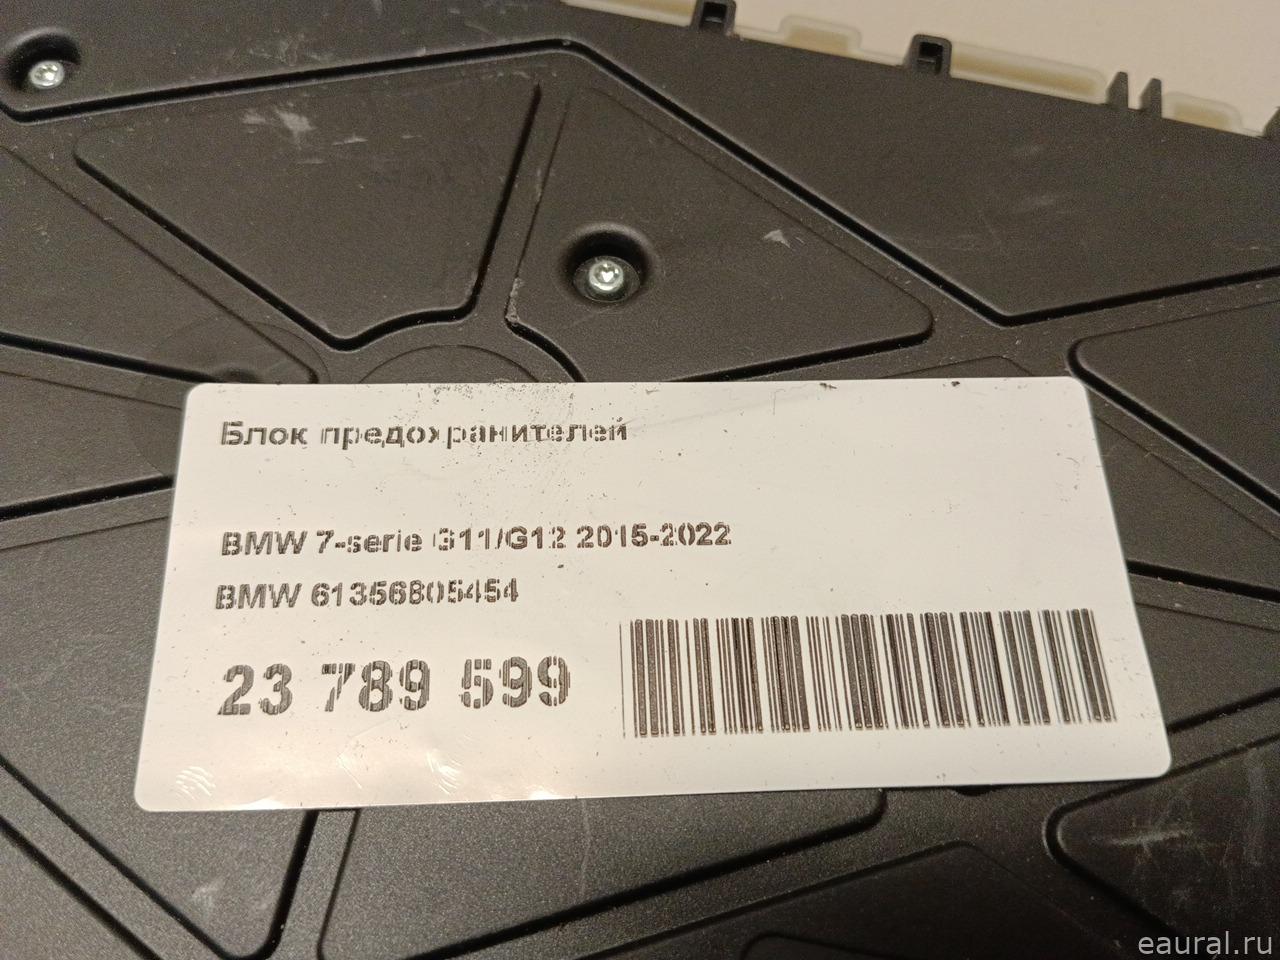 Блок предохранителей
BMW 7-serie G11/G12 2015-2022
BMW 61356805454
23 789 599
eaural.ru